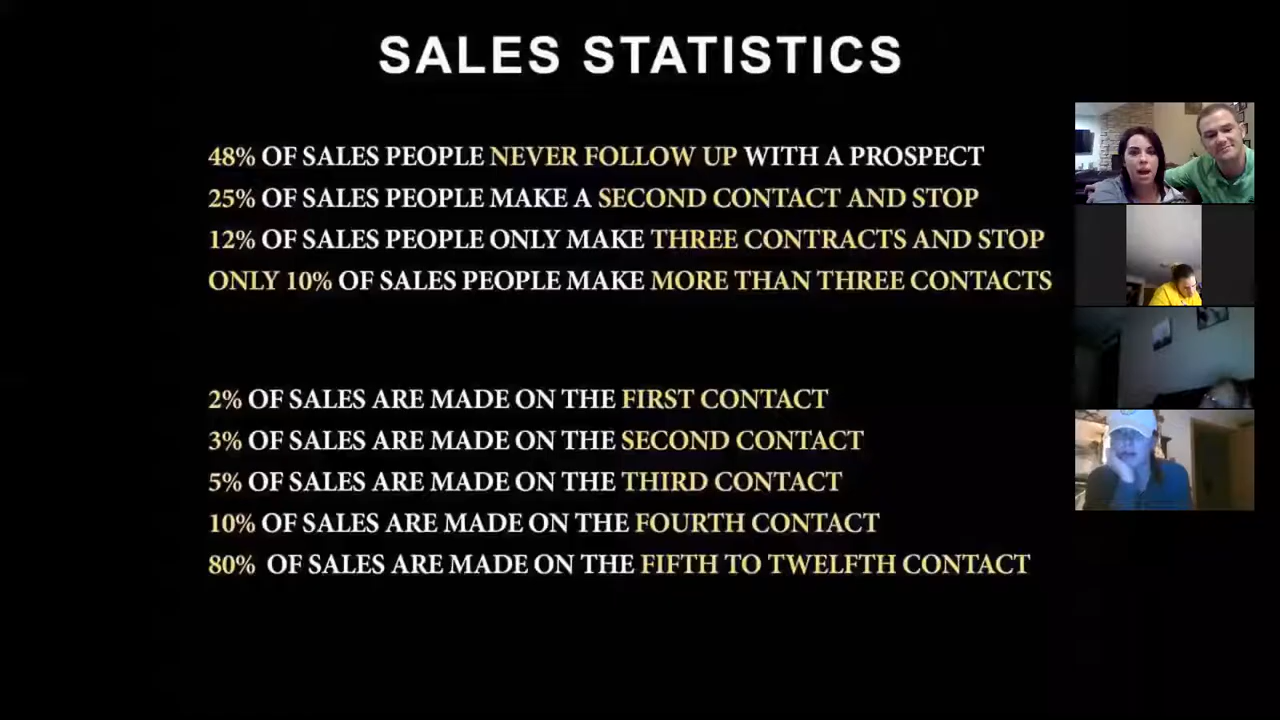 SALES STATISTICS
48% OF SALES PEOPLE NEVER FOLLOW UP WITH A PROSPECT
25% OF SALES PEOPLE MAKE A SECOND CONTACT AND STOP
12% OF SALES PEOPLE ONLY MAKE THREE CONTRACTS AND STOP
ONLY 10% OF SALES PEOPLE MAKE MORE THAN THREE CONTACTS
2% OF SALES ARE MADE ON THE FIRST CONTACT
3% OF SALES ARE MADE ON THE SECOND CONTACT
5% OF SALES ARE MADE ON THE THIRD CONTACT
10% OF SALES ARE MADE ON THE FOURTH CONTACT
80% OF SALES ARE MADE ON THE FIFTH TO TWELFTH CONTACT